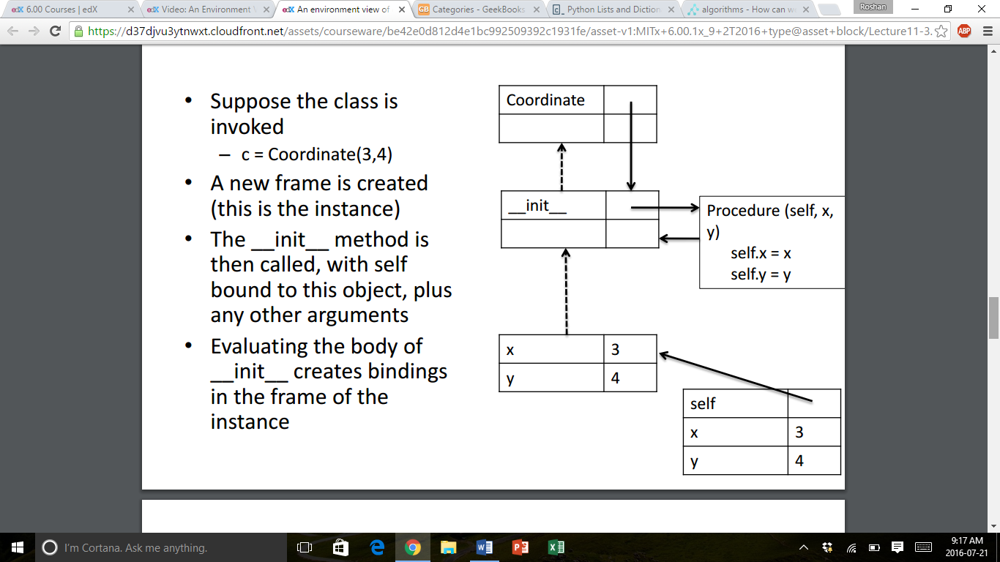 6.00 Courses | edX
Video: An Environment
An environment view of
Categories - GeekBooks
Python Lists and Diction
algorithms - How can w
Roshan
https://d37djvu3ytnwxt.cloudfront.net/assets/courseware/be42e0d812d4e1bc992509392c1931fe/asset-v1:MITx+6.00.1x_9+2T2016+type@asset+block/Lecture11-3.
ABP
• Suppose the class is
invoked
– c = Coordinate(3,4)
• A new frame is created
(this is the instance)
• The __init__ method is
then called, with self
bound to this object, plus
any other arguments
• Evaluating the body of
__init__ creates bindings
in the frame of the
instance
Coordinate
__init__
Procedure (self, x,
y)
self.x = x
self.y = y
x 3
y 4
self
x 3
y 4
I'm Cortana. Ask me anything.
9:17 AM
2016-07-21